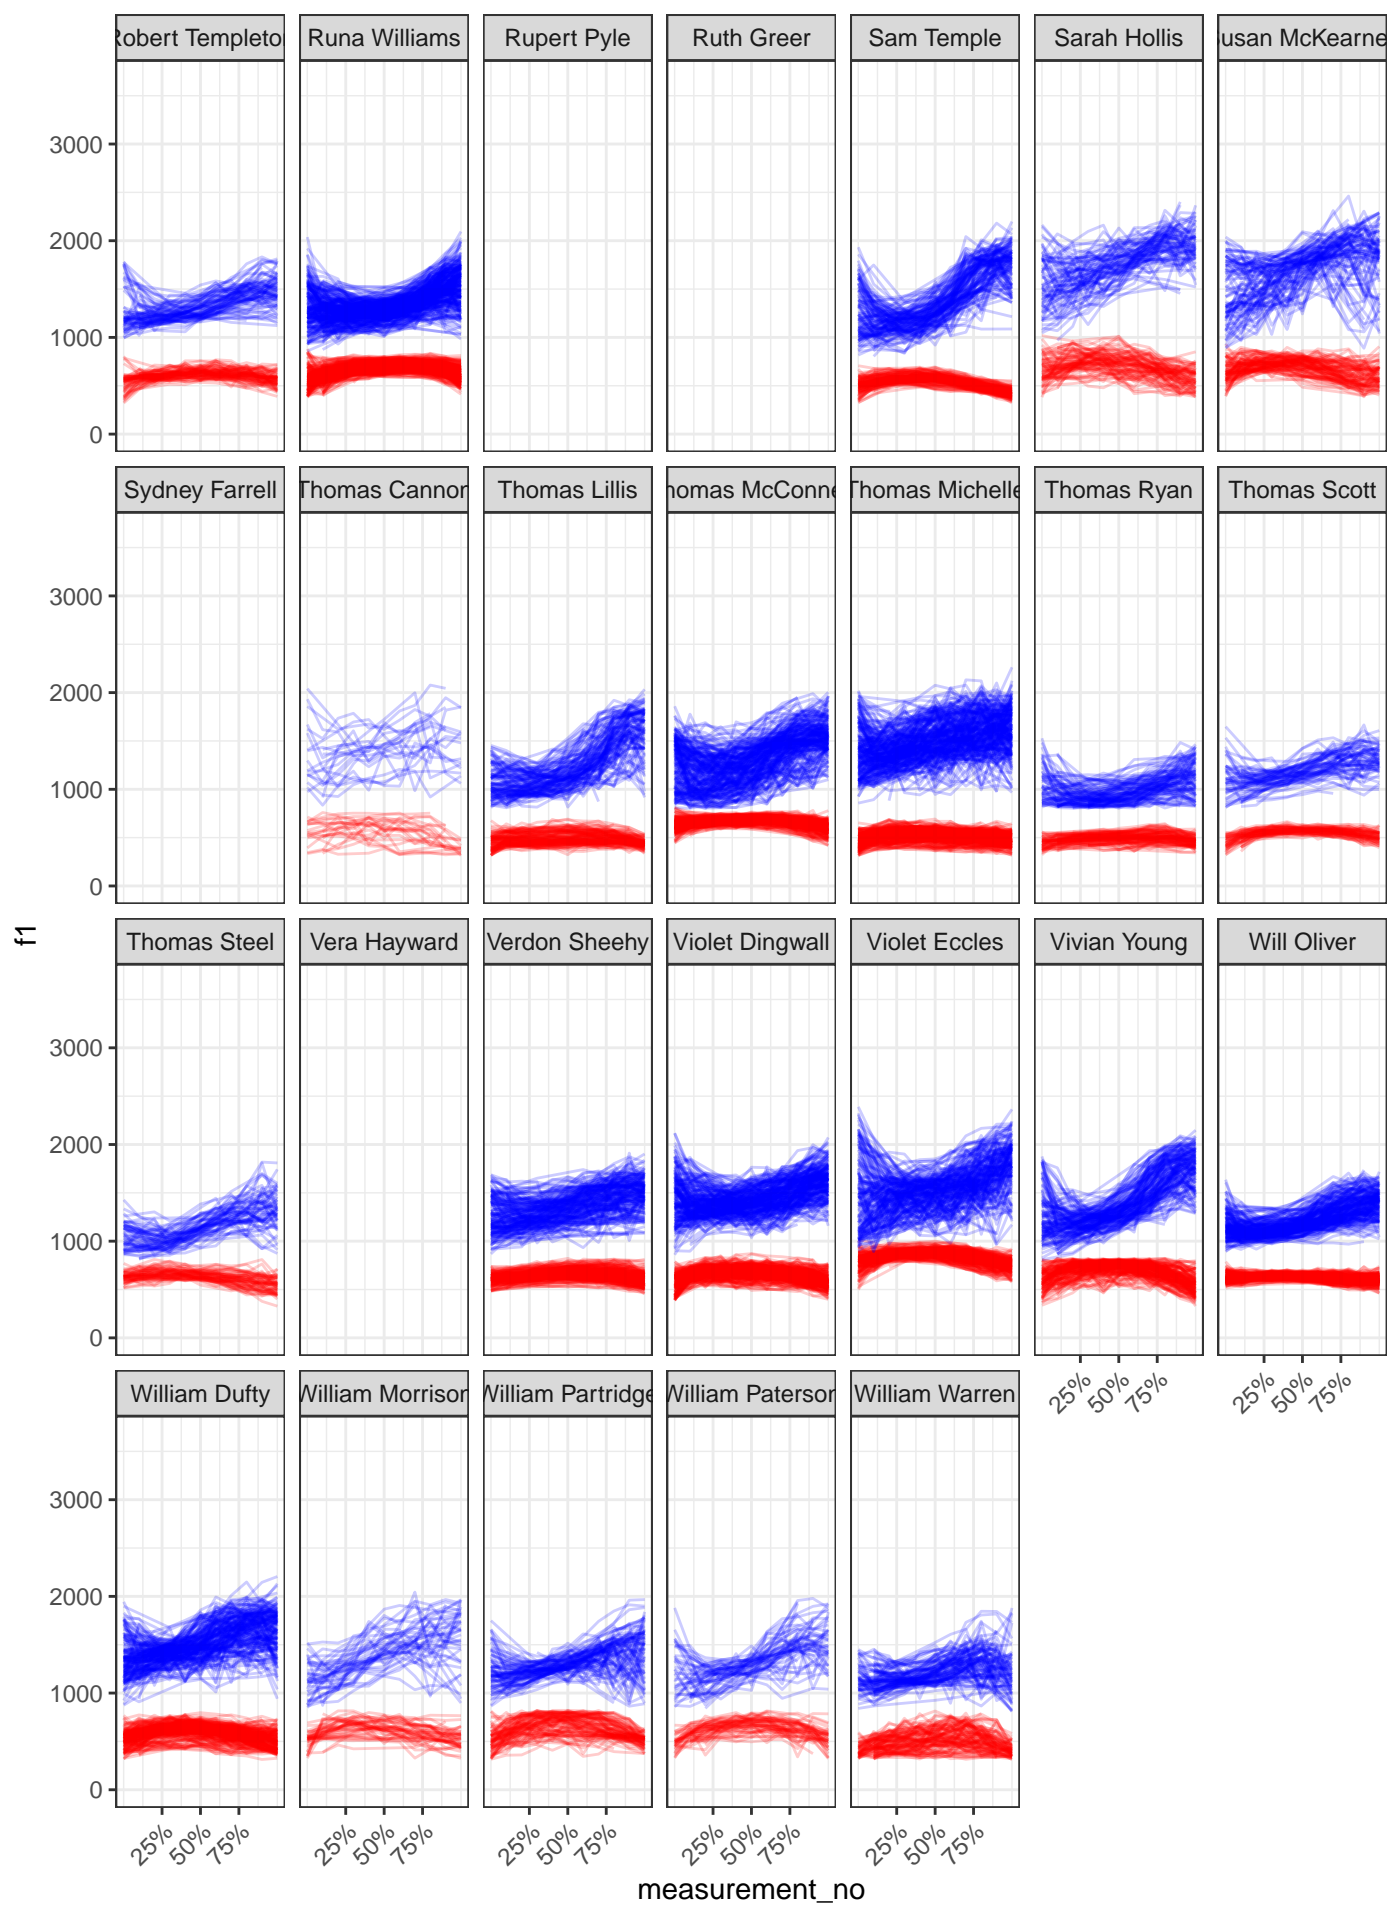 Robert Templeton Runa Williams Rupert Pyle Ruth Greer Sam Temple Sarah Hollis usan McKearne
3000
2000
1000
0
Sydney Farrell Thomas Cannon Thomas Lillis homas McConne Thomas Michelle Thomas Ryan Thomas Scott
3000
2000
1000
0
f1
Thomas Steel Vera Hayward Verdon Sheehy Violet Dingwall Violet Eccles Vivian Young Will Oliver
3000
2000
1000
0
25% 50% 75% 25% 50% 75%
William Dufty William Morrison William Partridge William Paterson William Warren
3000
2000
1000
0
25% 50% 75% 25% 50% 75% 25% 50% 75% 25% 50% 75% 25% 50% 75%
measurement_no